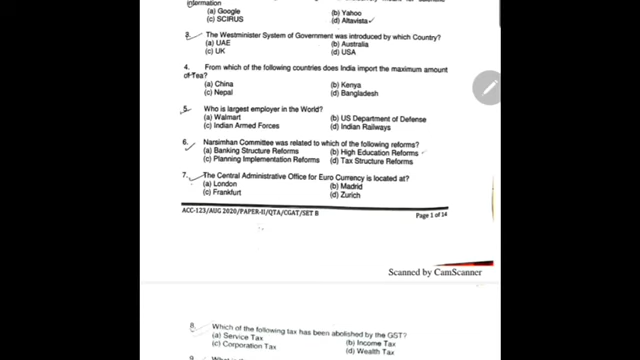 information
(a) Google (b) Yahoo
(c) SCIRUS (d) Altavista
3. The Westminister System of Government was introduced by which Country?
(a) UAE (b) Australia
(c) UK (d) USA
4. From which of the following countries does India import the maximum amount
of Tea?
(a) China (b) Kenya
(c) Nepal (d) Bangladesh
5. Who is largest employer in the World?
(a) Walmart (b) US Department of Defense
(c) Indian Armed Forces (d) Indian Railways
6. Narsimhan Committee was related to which of the following reforms?
(a) Banking Structure Reforms (b) High Education Reforms
(c) Planning Implementation Reforms (d) Tax Structure Reforms
7. The Central Administrative Office for Euro Currency is located at?
(a) London (b) Madrid
(c) Frankfurt (d) Zurich
ACC-123/AUG 2020/PAPER-II/QTA/CGAT/SET B Page 1 of 14
Scanned by CamScanner
8. Which of the following tax has been abolished by the GST?
(a) Service Tax (b) Income Tax
(c) Corporation Tax (d) Wealth Tax
9.